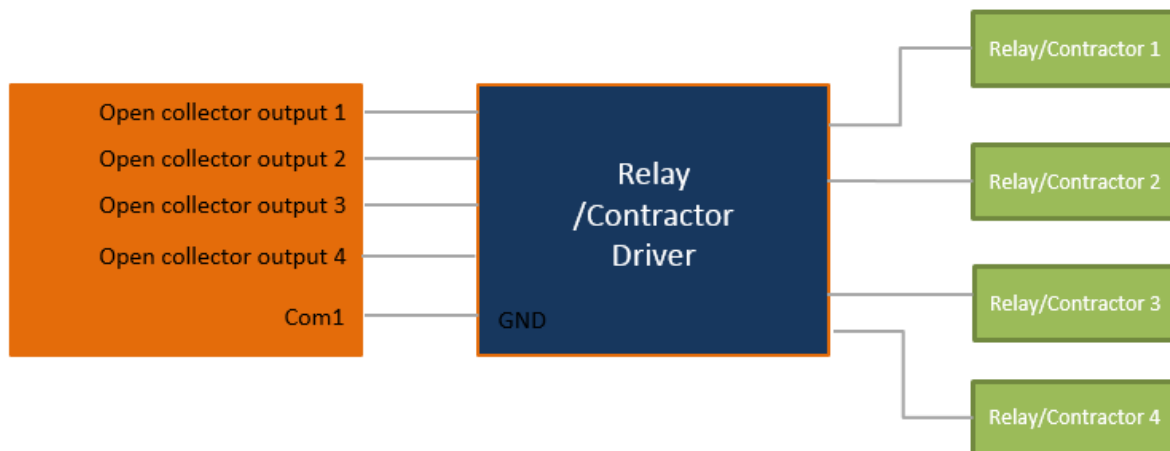 Open collector output 1
Open collector output 2
Open collector output 3
Open collector output 4
Com1
Relay
/Contractor
Driver
GND
Relay/Contractor 1
Relay/Contractor 2
Relay/Contractor 3
Relay/Contractor 4